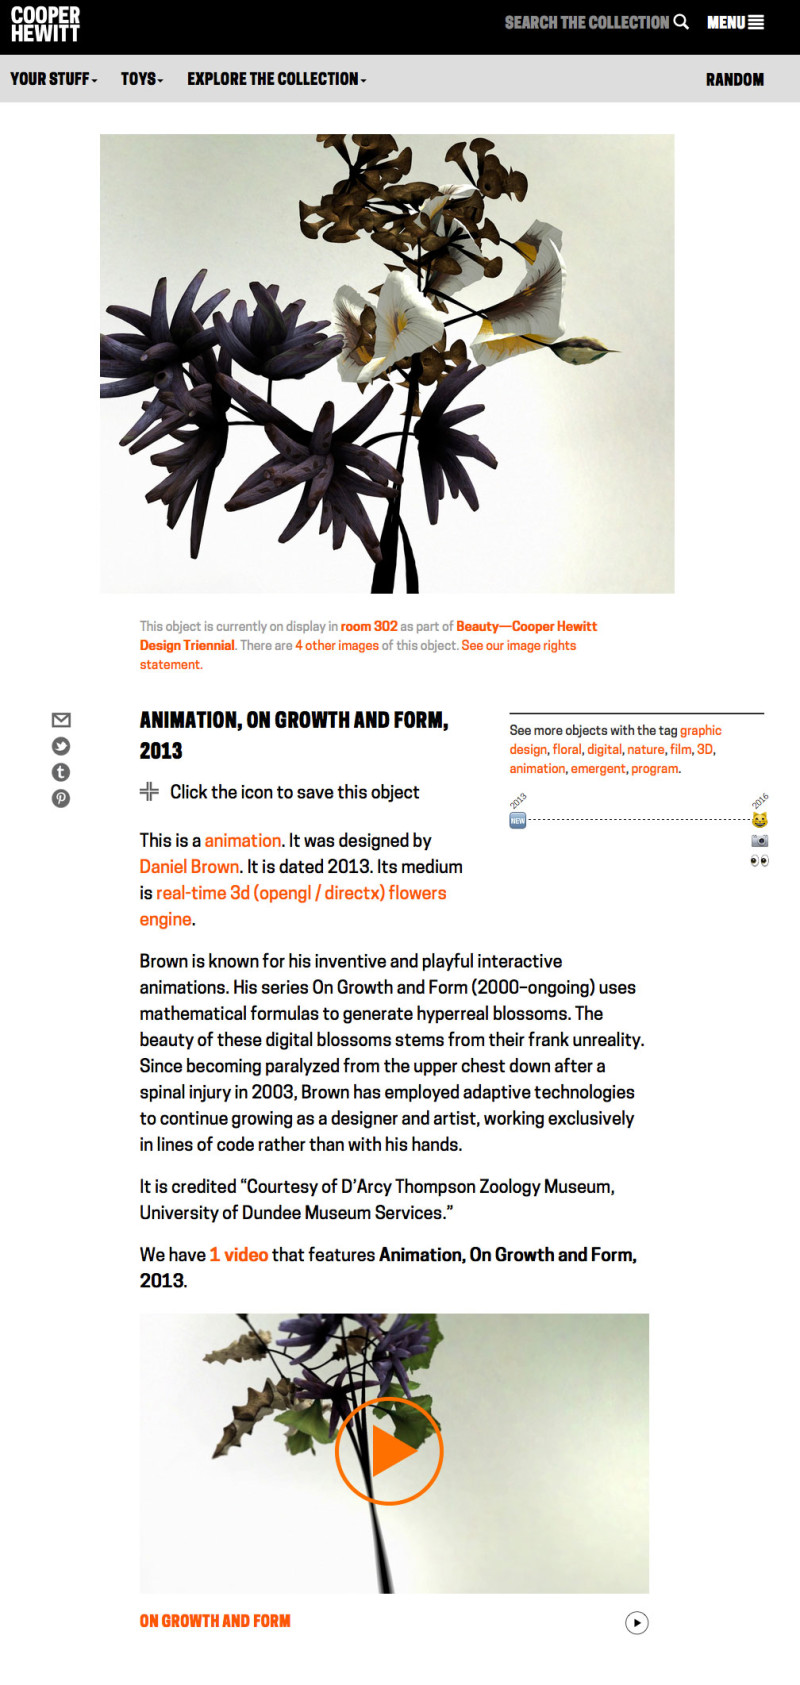 COOPER
HEWITT
SEARCH THE COLLECTION
MENU
YOUR STUFF
TOYS
EXPLORE THE COLLECTION
RANDOM
This object is currently on display in room 302 as part of Beauty—Cooper Hewitt
Design Triennial. There are 4 other images of this object. See our image rights
statement.
ANIMATION, ON GROWTH AND FORM,
2013
Click the icon to save this object
This is a animation. It was designed by
Daniel Brown. It is dated 2013. Its medium
is real-time 3d (opengl / directx) flowers
engine.
See more objects with the tag graphic
design, floral, digital, nature, film, 3D,
animation, emergent, program.
2013
2016
NEW
Brown is known for his inventive and playful interactive
animations. His series On Growth and Form (2000–ongoing) uses
mathematical formulas to generate hyperreal blossoms. The
beauty of these digital blossoms stems from their frank unreality.
Since becoming paralyzed from the upper chest down after a
spinal injury in 2003, Brown has employed adaptive technologies
to continue growing as a designer and artist, working exclusively
in lines of code rather than with his hands.
It is credited “Courtesy of D’Arcy Thompson Zoology Museum,
University of Dundee Museum Services.”
We have 1 video that features Animation, On Growth and Form,
2013.
ON GROWTH AND FORM